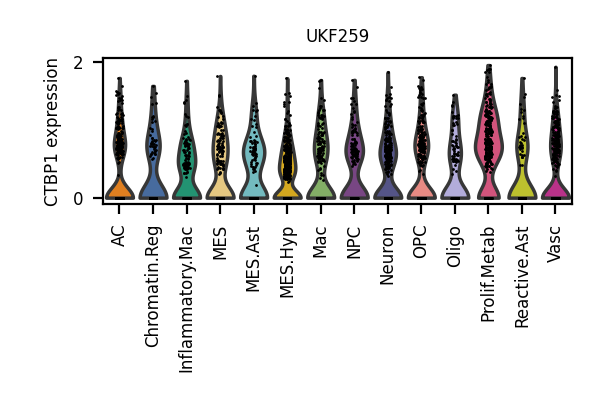 UKF259
CTBP1 expression
2
0
AC
Chromatin.Reg
Inflammatory.Mac
MES
MES.Ast
MES.Hyp
Mac
NPC
Neuron
OPC
Oligo
Prolif.Metab
Reactive.Ast
Vasc